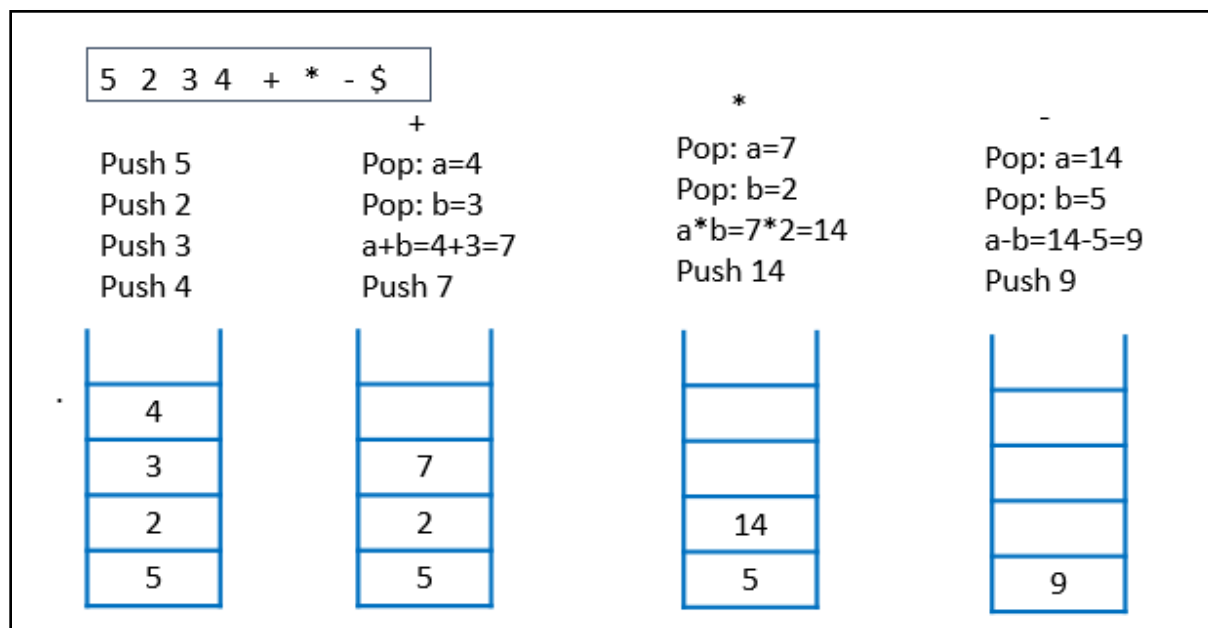 5 2 3 4 + * - $
Push 5
Push 2
Push 3
Push 4
+
Pop: a=4
Pop: b=3
a+b=4+3=7
Push 7
*
Pop: a=7
Pop: b=2
a*b=7*2=14
Push 14
-
Pop: a=14
Pop: b=5
a-b=14-5=9
Push 9
.
4
3
2
5
7
2
5
14
5
9